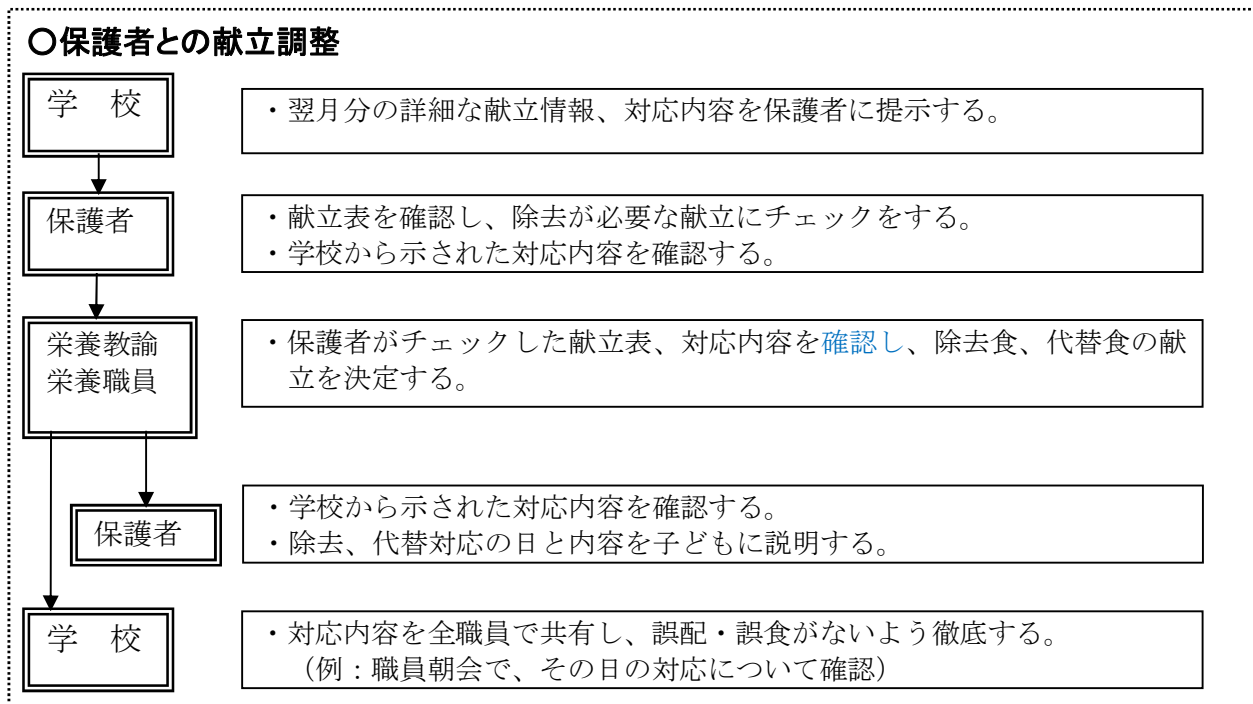 ○保護者との献立調整
学　校
・翌月分の詳細な献立情報、対応内容を保護者に提示する。
保護者
・献立表を確認し、除去が必要な献立にチェックをする。
・学校から示された対応内容を確認する。
栄養教諭
栄養職員
・保護者がチェックした献立表、対応内容を確認し、除去食、代替食の献
立を決定する。
保護者
・学校から示された対応内容を確認する。
・除去、代替対応の日と内容を子どもに説明する。
学　校
・対応内容を全職員で共有し、誤配・誤食がないよう徹底する。
（例：職員朝会で、その日の対応について確認）